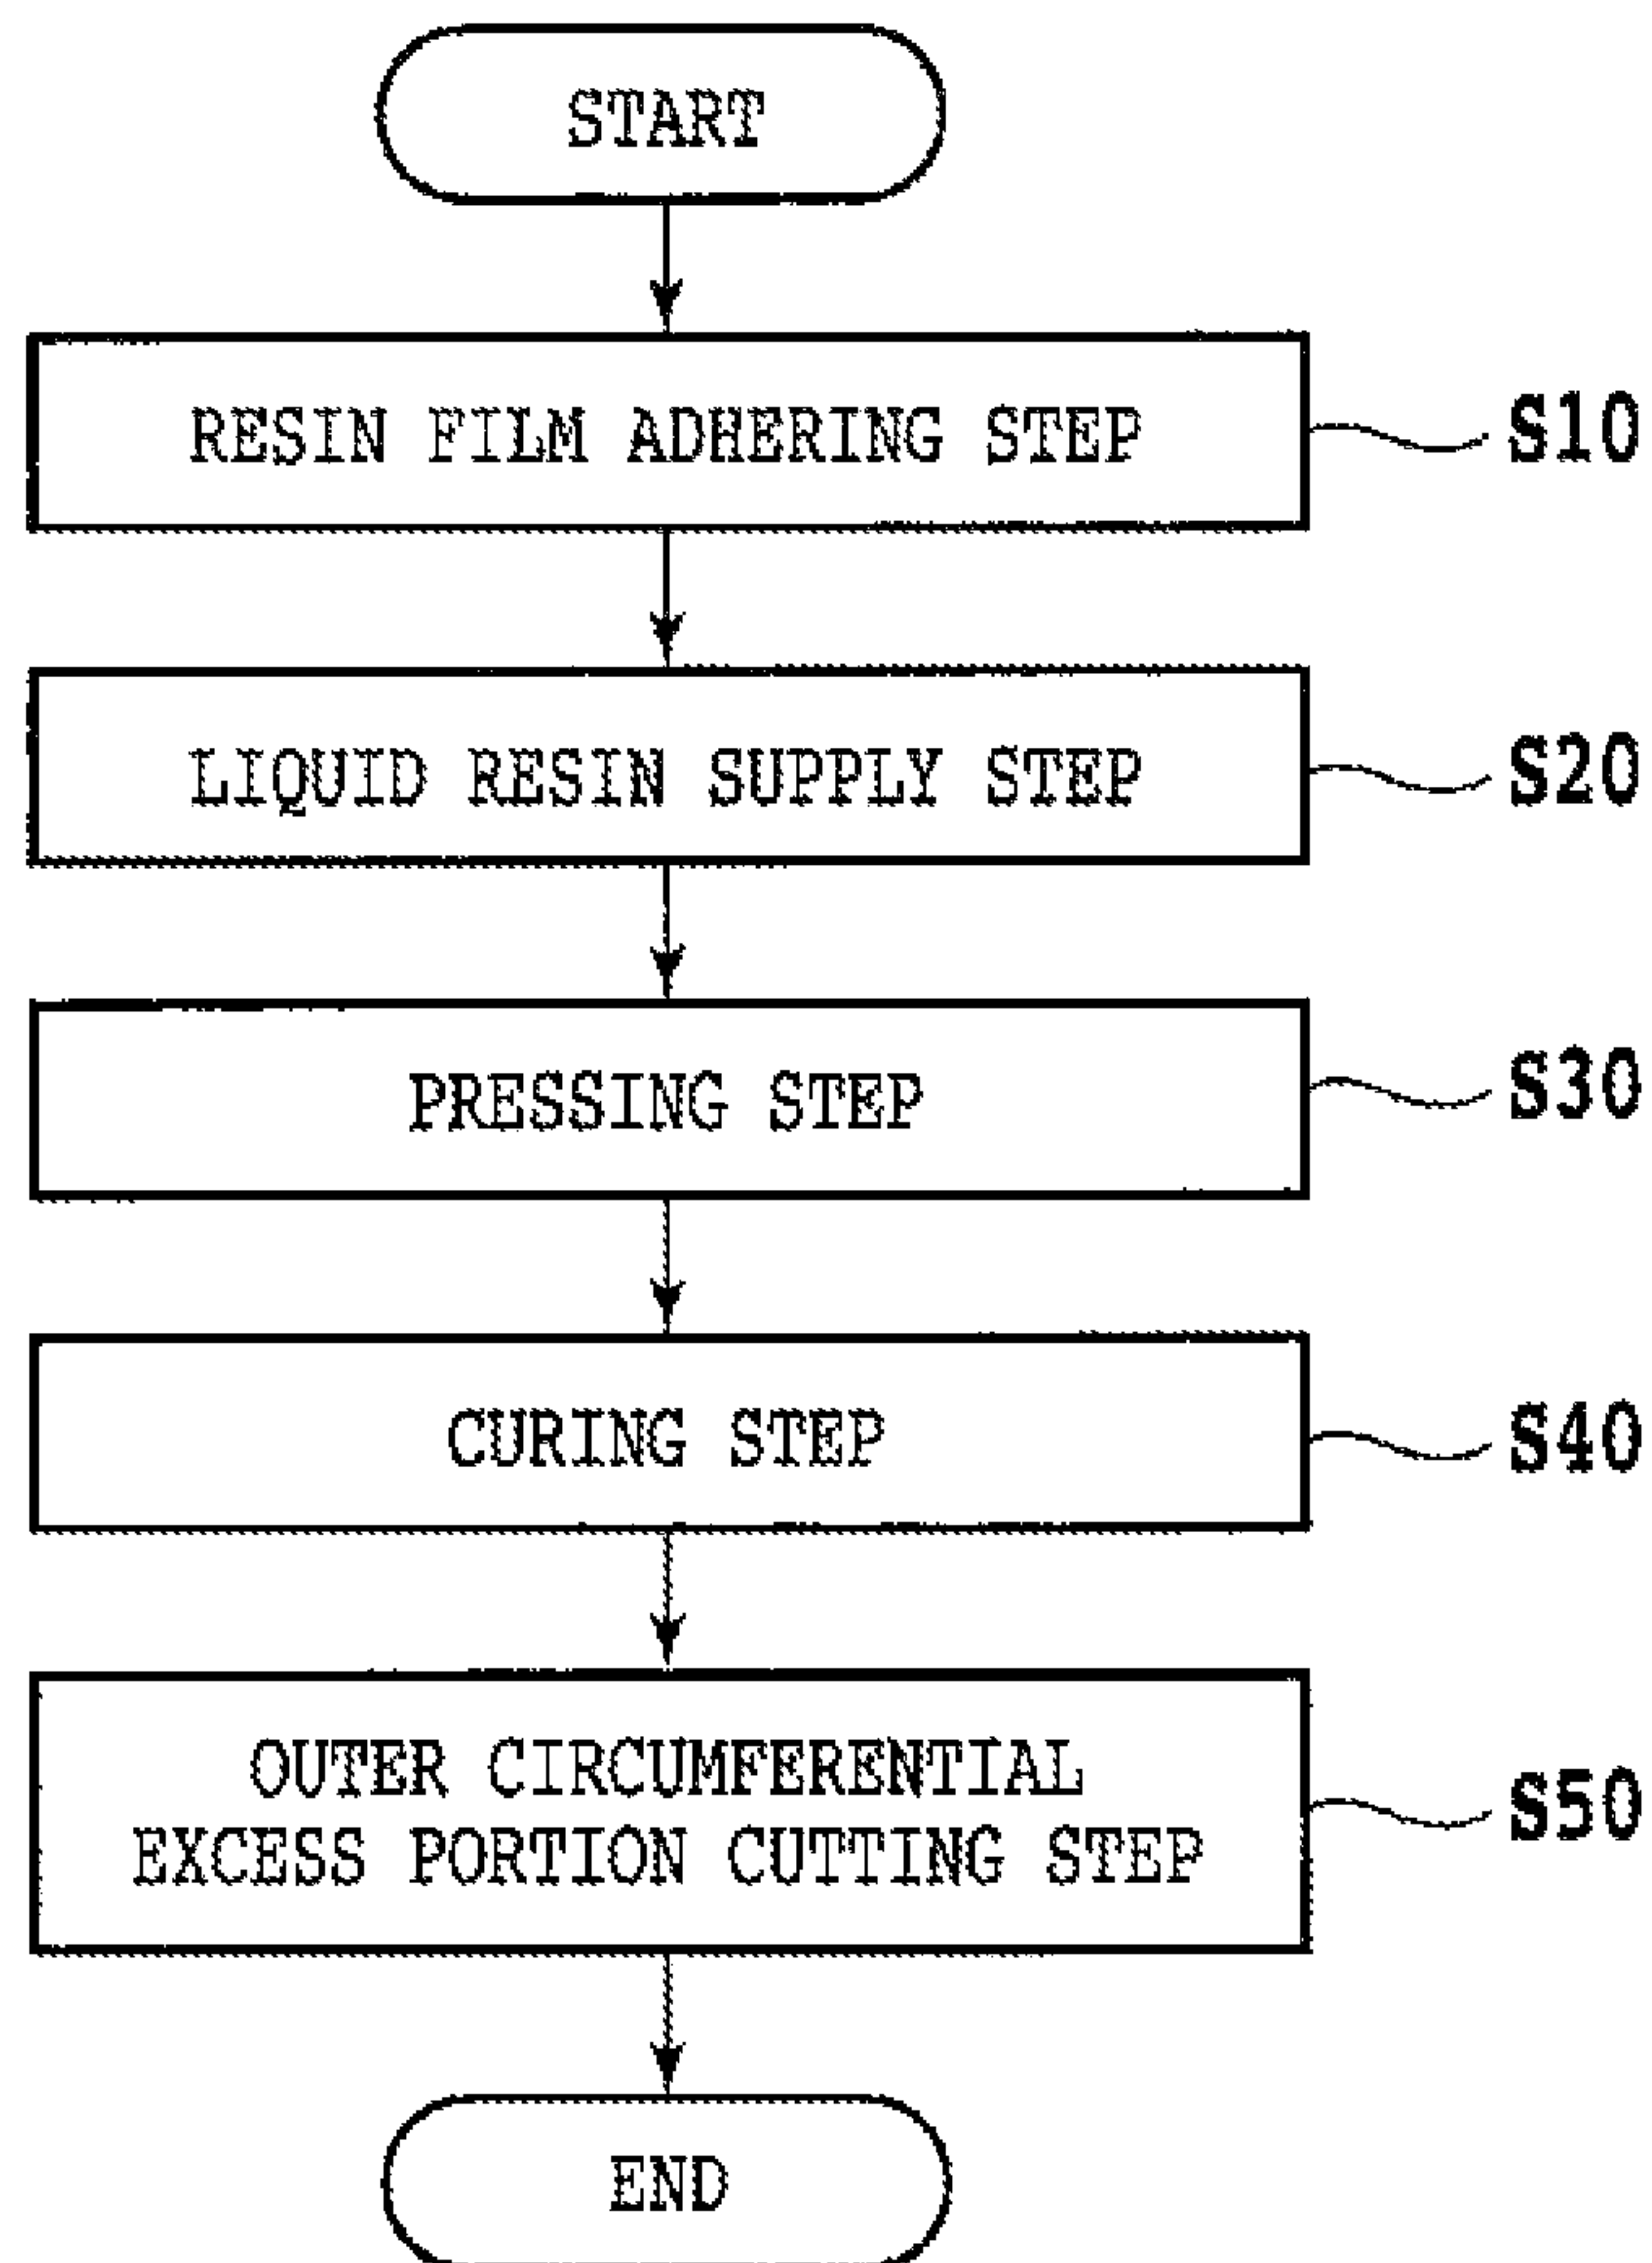 START
RESIN FILM ADHERING STEP
S10
LIQUID RESIN SUPPLY STEP
S20
PRESSING STEP
S30
CURING STEP
S40
OUTER CIRCUMFERENTIAL
EXCESS PORTION CUTTING STEP
S50
END